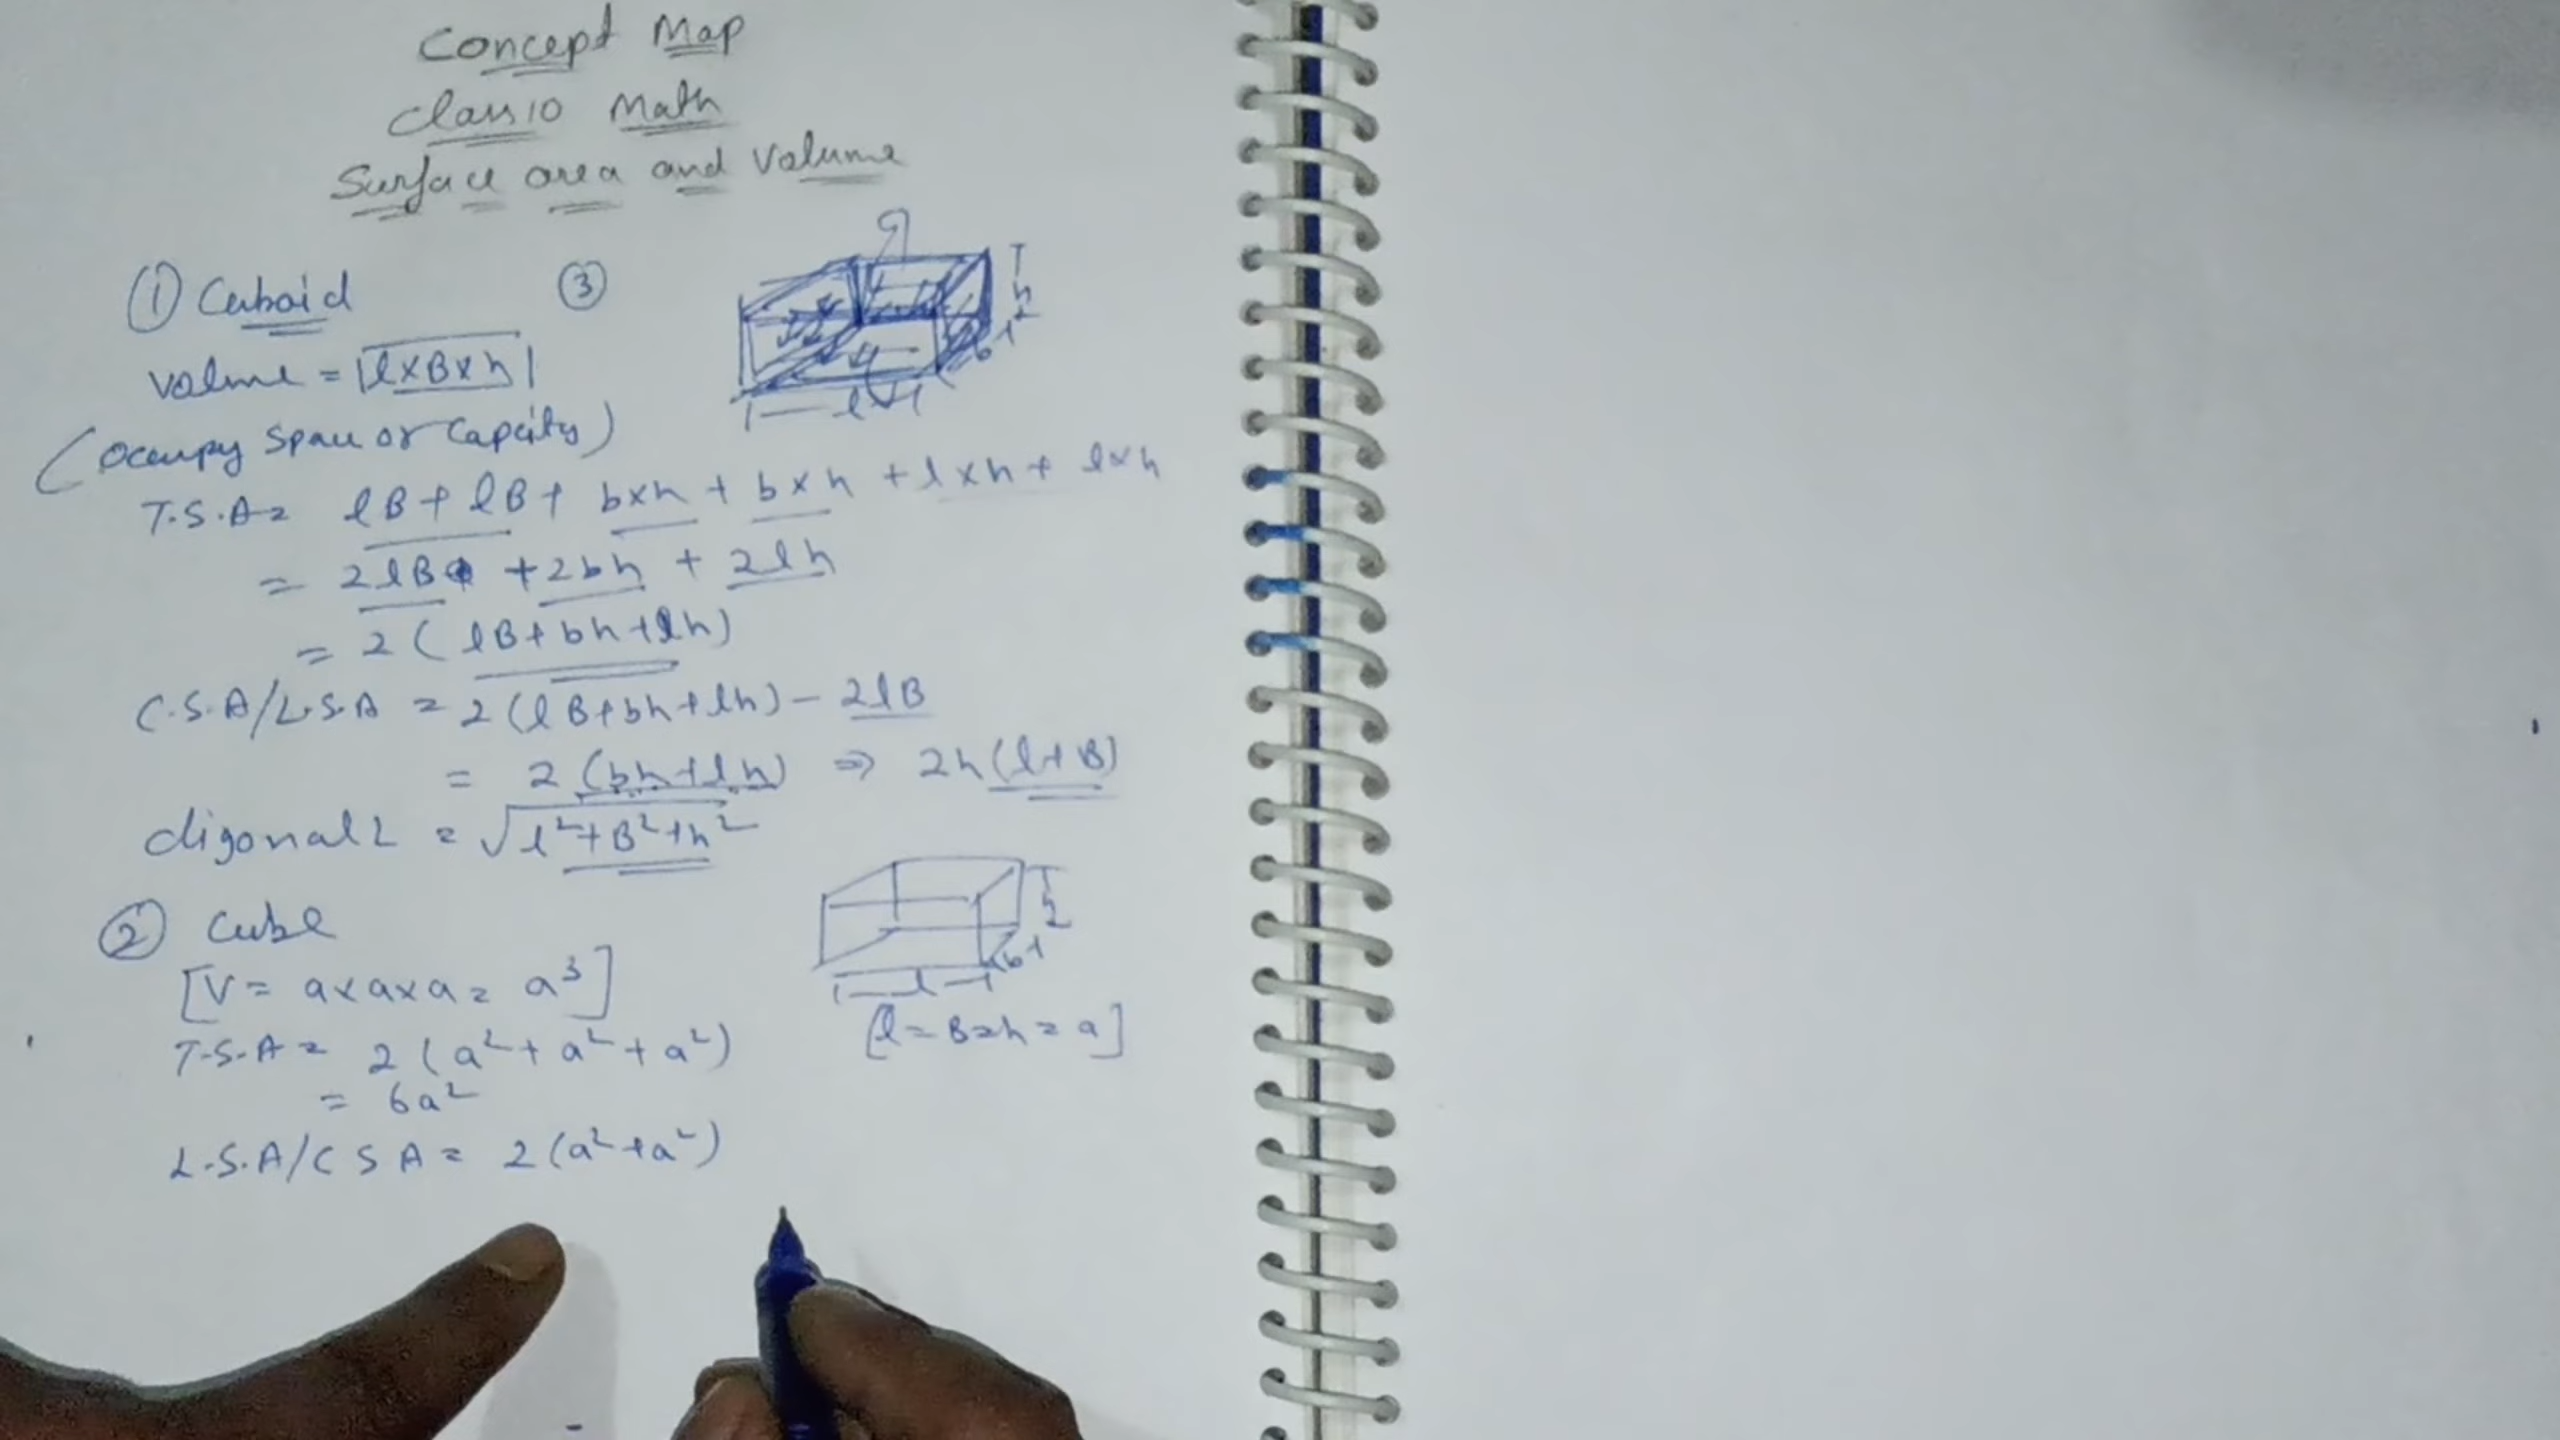 Concept Map
Class 10 Math
Surface area and Volume
① Cuboid ③
h
b
l
Volme = l×B×h
(Occupy Space or Capcity)
T.S.A = lB + lB + b×h + b×h + l×h + l×h
= 2lB + 2bh + 2lh
= 2(lB+bh+lh)
C.S.A/L.S.A = 2(lB+bh+lh) - 2lB
= 2(bh+lh) ⇒ 2h(l+B)
digonal = √l²+B²+h²
② Cube
h
b
l
[V = a×a×a = a³]
[l=B=h=a]
T.S.A = 2(a²+a²+a²)
= 6a²
L.S.A/CSA = 2(a²+a²)